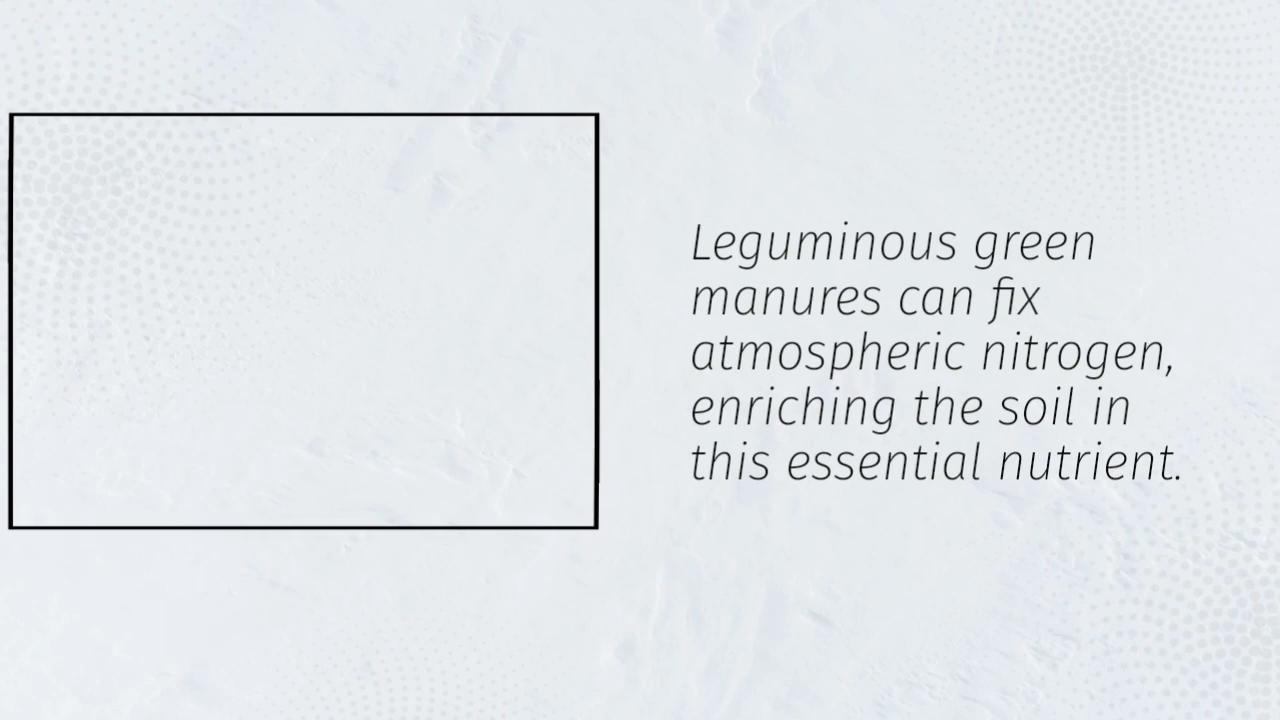 Leguminous green
manures can fix
atmospheric nitrogen,
enriching the soil in
this essential nutrient.